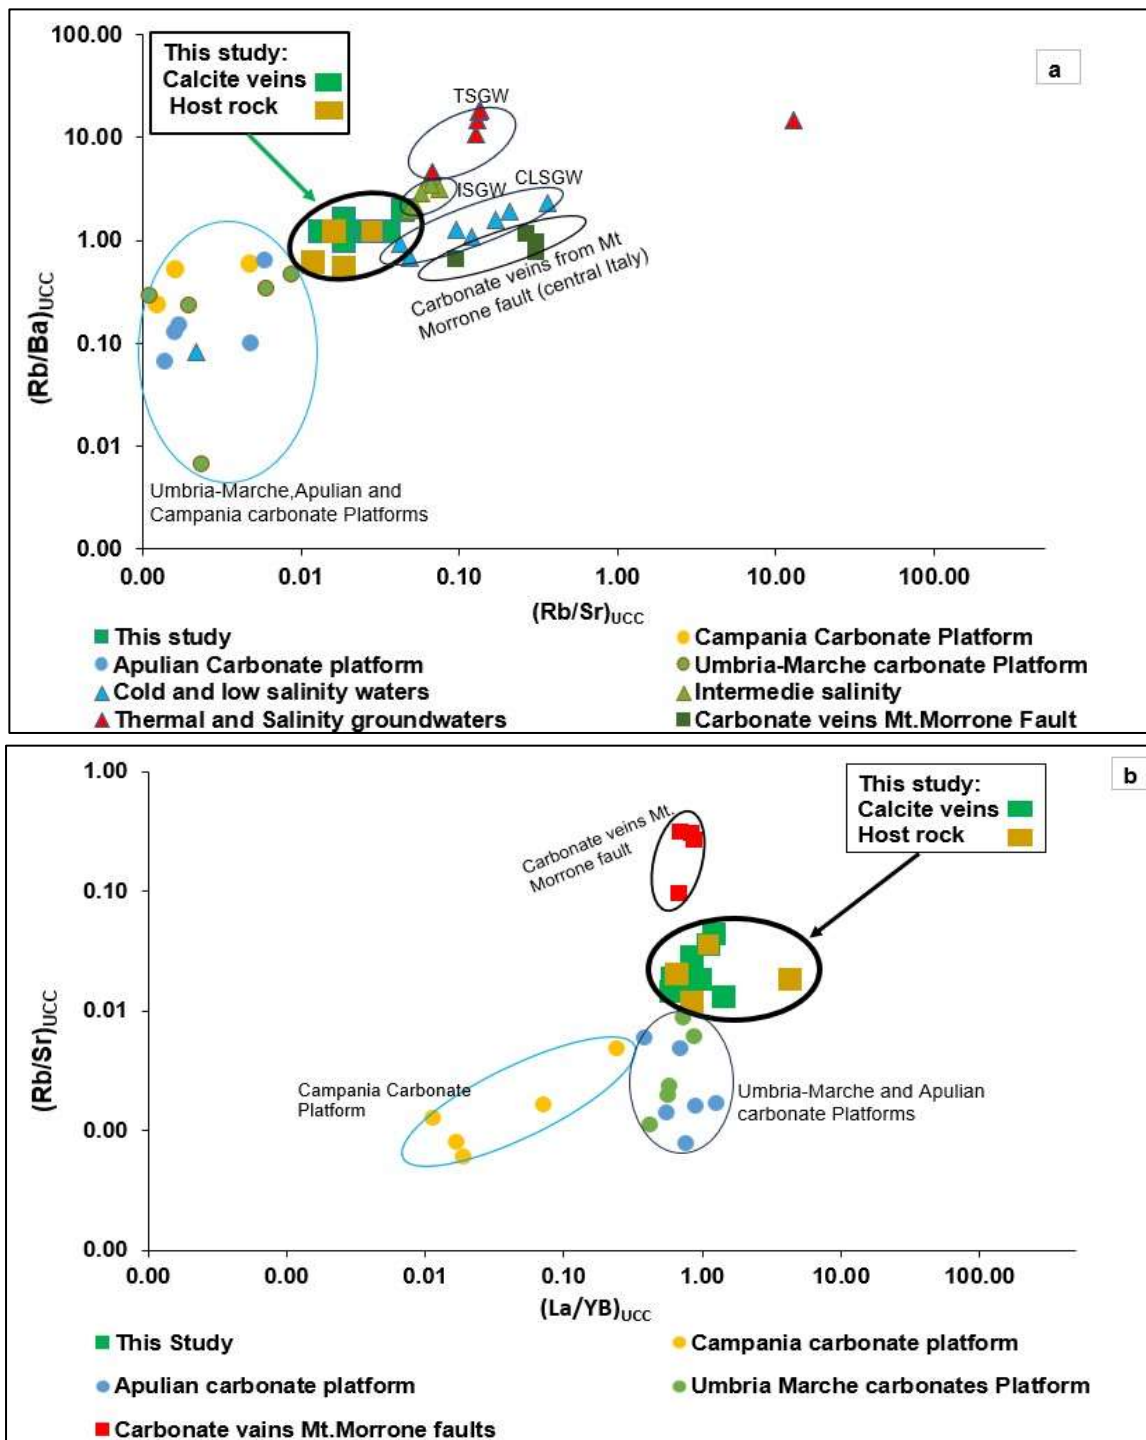 a
100.00
10.00
1.00
0.10
0.01
0.00
(Rb/Ba)UCC
This study:
Calcite veins
Host rock
TSGW
ISGW
CLSGW
Carbonate veins from Mt
Morrone fault (central Italy)
Umbria-Marche,Apulian and
Campania carbonate Platforms
0.00 0.01 0.10 1.00 10.00 100.00
(Rb/Sr)UCC
This study
Campania Carbonate Platform
Apulian Carbonate platform
Umbria-Marche carbonate Platform
Cold and low salinity waters
Intermedie salinity
Thermal and Salinity groundwaters
Carbonate veins Mt.Morrone Fault
b
1.00
0.10
0.01
0.00
0.00
(Rb/Sr)UCC
This study:
Calcite veins
Host rock
Carbonate veins Mt.
Morrone fault
Campania Carbonate
Platform
Umbria-Marche and Apulian
carbonate Platforms
0.00 0.00 0.01 0.10 1.00 10.00 100.00
(La/YB)UCC
This Study
Campania carbonate platform
Apulian carbonate platform
Umbria Marche carbonates Platform
Carbonate vains Mt.Morrone faults